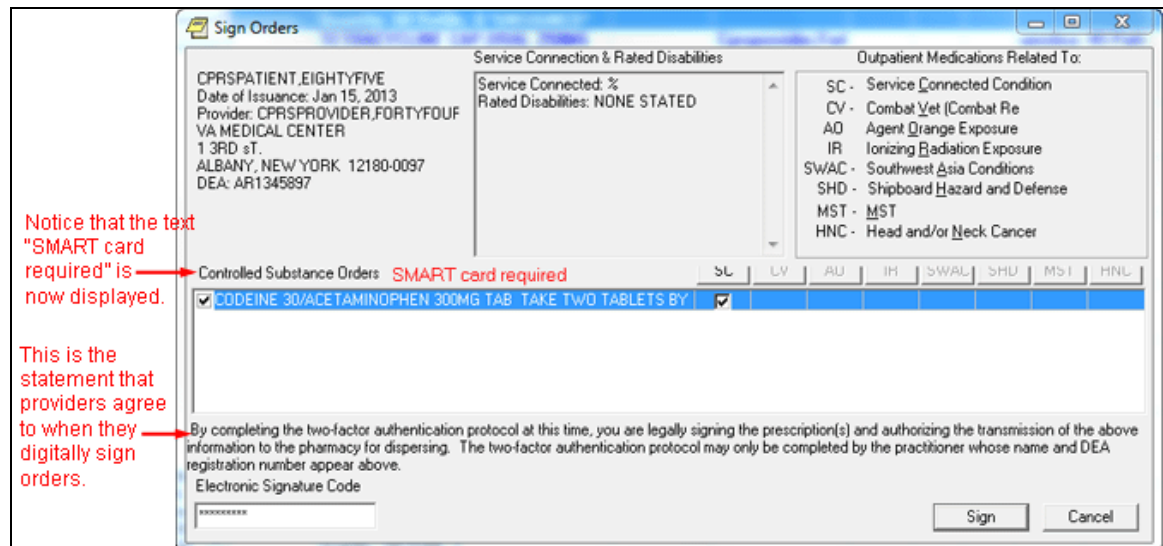 Sign Orders
Service Connection & Rated Disabilities
Outpatient Medications Related To:
CPRSPATIENT,EIGHTYFIVE
Date of Issuance: Jan 15, 2013
Provider: CPRSPROVIDER,FORTYFOUF
VA MEDICAL CENTER
1 3RD sT.
ALBANY, NEW YORK 12180-0097
DEA: AR1345897
Service Connected: %
Rated Disabilities: NONE STATED
SC - Service Connected Condition
CV - Combat Vet (Combat Re
AO Agent Orange Exposure
IR Ionizing Radiation Exposure
SWAC - Southwest Asia Conditions
SHD - Shipboard Hazard and Defense
MST - MST
HNC - Head and/or Neck Cancer
Notice that the text
"SMART card
required" is
now displayed.
Controlled Substance Orders SMART card required SC CV AO IR SWAC SHD MST HNC
CODEINE 30/ACETAMINOPHEN 300MG TAB TAKE TWO TABLETS BY
This is the
statement that
providers agree
to when they
digitally sign
orders.
By completing the two-factor authentication protocol at this time, you are legally signing the prescription(s) and authorizing the transmission of the above
information to the pharmacy for dispersing. The two-factor authentication protocol may only be completed by the practitioner whose name and DEA
registration number appear above.
Electronic Signature Code
*********
Sign Cancel